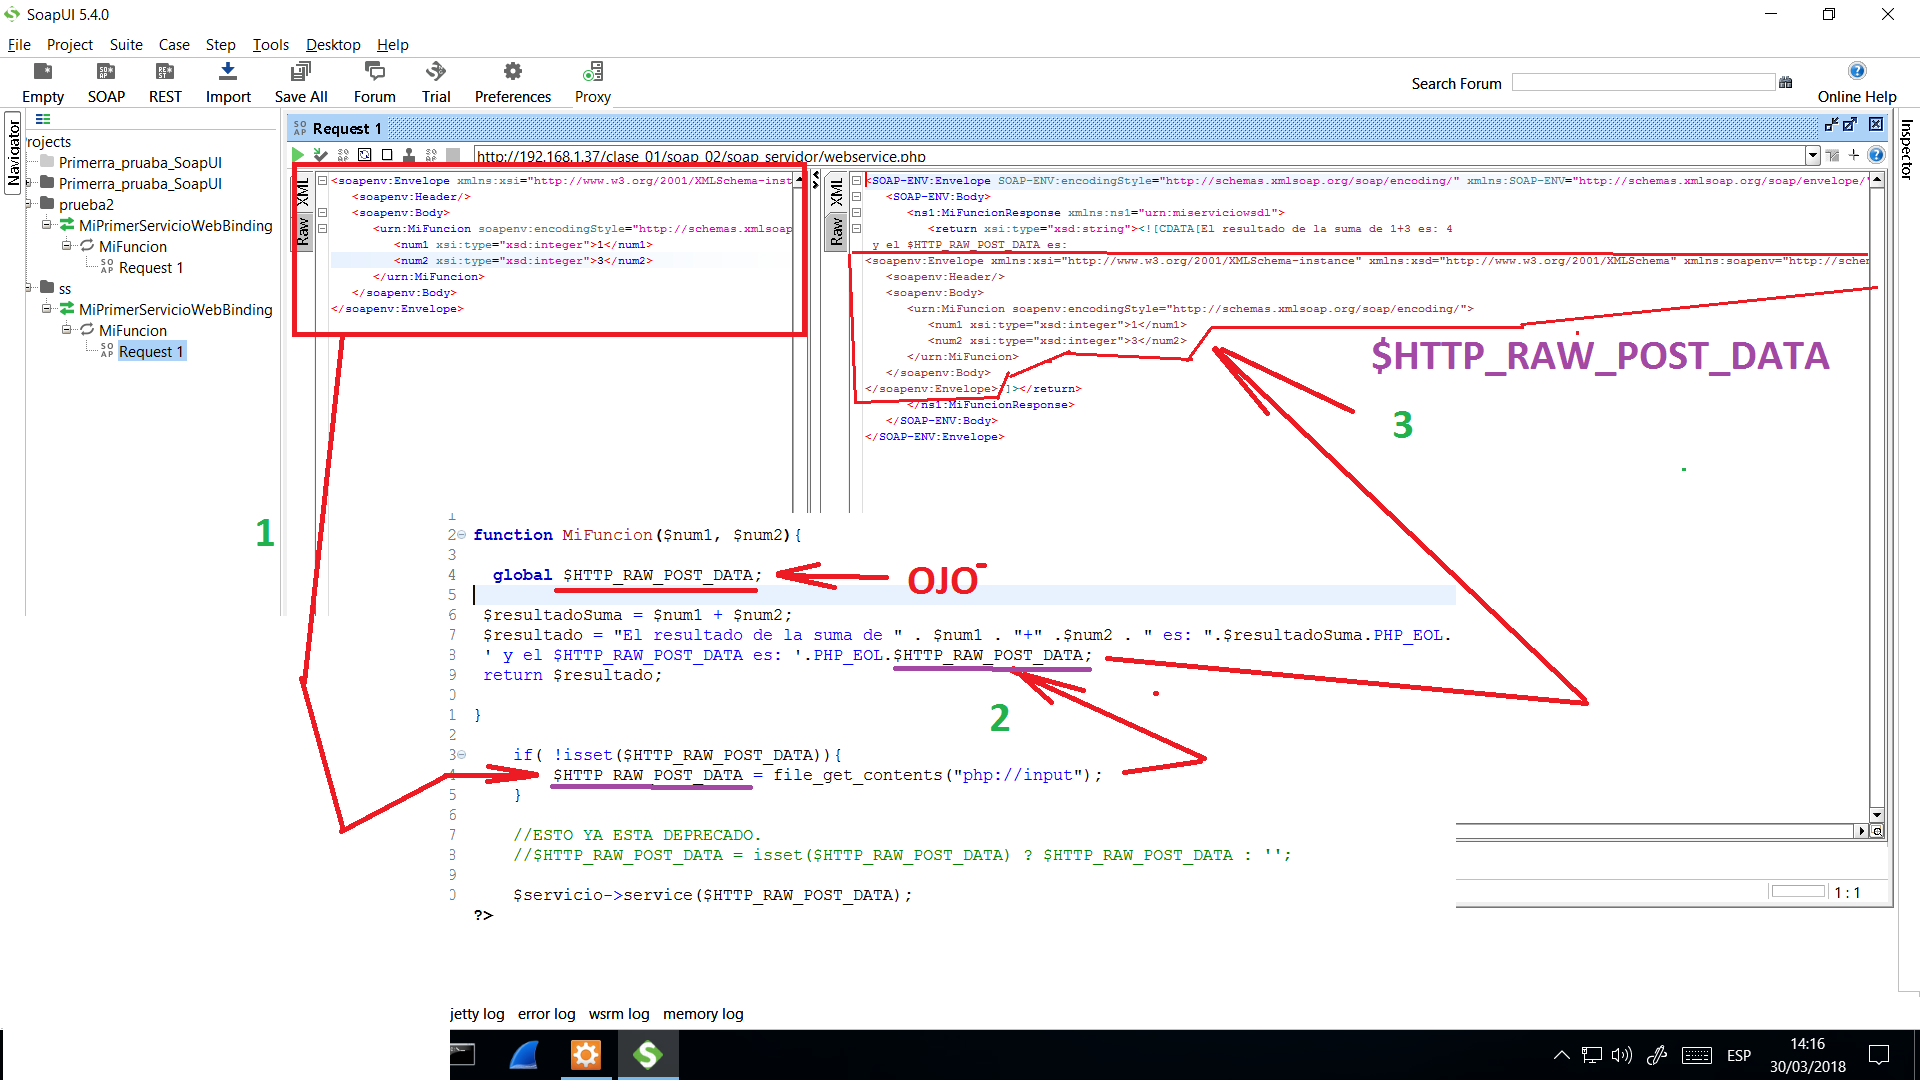 SoapUI 5.4.0
File Project Suite Case Step Tools Desktop Help
Empty SOAP REST Import Save All Forum Trial Preferences Proxy
Search Forum
Online Help
Navigator
rojects
Primerra_pruaba_SoapUI
Primerra_pruaba_SoapUI
prueba2
MiPrimerServicioWebBinding
MiFuncion
Request 1
ss
MiPrimerServicioWebBinding
MiFuncion
Request 1
Request 1
http://192.168.1.37/clase_01/soap_02/soap_servidor/webservice.php
XML
Raw
<soapenv:Envelope xmlns:xsi="http://www.w3.org/2001/XMLSchema-inst
<soapenv:Header/>
<soapenv:Body>
<urn:MiFuncion soapenv:encodingStyle="http://schemas.xmlsoap
<num1 xsi:type="xsd:integer">1</num1>
<num2 xsi:type="xsd:integer">3</num2>
</urn:MiFuncion>
</soapenv:Body>
</soapenv:Envelope>
XML
Raw
<SOAP-ENV:Envelope SOAP-ENV:encodingStyle="http://schemas.xmlsoap.org/soap/encoding/" xmlns:SOAP-ENV="http://schemas.xmlsoap.org/soap/envelope/"
<SOAP-ENV:Body>
<ns1:MiFuncionResponse xmlns:ns1="urn:miserviciowsdl">
<return xsi:type="xsd:string"><![CDATA[El resultado de la suma de 1+3 es: 4
y el $HTTP_RAW_POST_DATA es:
<soapenv:Envelope xmlns:xsi="http://www.w3.org/2001/XMLSchema-instance" xmlns:xsd="http://www.w3.org/2001/XMLSchema" xmlns:soapenv="http://schem
<soapenv:Header/>
<soapenv:Body>
<urn:MiFuncion soapenv:encodingStyle="http://schemas.xmlsoap.org/soap/encoding/">
<num1 xsi:type="xsd:integer">1</num1>
<num2 xsi:type="xsd:integer">3</num2>
</urn:MiFuncion>
</soapenv:Body>
</soapenv:Envelope>]]></return>
</ns1:MiFuncionResponse>
</SOAP-ENV:Body>
</SOAP-ENV:Envelope>
Inspector
$HTTP_RAW_POST_DATA
3
1
1
2 function MiFuncion($num1, $num2){
3
4 global $HTTP_RAW_POST_DATA;
OJO
5
6 $resultadoSuma = $num1 + $num2;
7 $resultado = "El resultado de la suma de " . $num1 . "+" .$num2 . " es: ".$resultadoSuma.PHP_EOL.
8 ' y el $HTTP_RAW_POST_DATA es: '.PHP_EOL.$HTTP_RAW_POST_DATA;
9 return $resultado;
0
1 }
2
2
3 if( !isset($HTTP_RAW_POST_DATA)){
4 $HTTP_RAW_POST_DATA = file_get_contents("php://input");
5 }
6
7 //ESTO YA ESTA DEPRECADO.
8 //$HTTP_RAW_POST_DATA = isset($HTTP_RAW_POST_DATA) ? $HTTP_RAW_POST_DATA : '';
9
0 $servicio->service($HTTP_RAW_POST_DATA);
?>
1 : 1
jetty log error log wsrm log memory log
ESP
14:16
30/03/2018